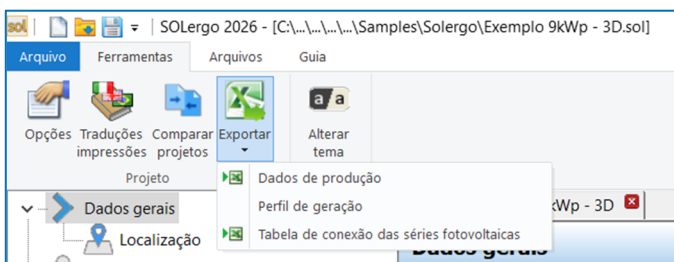 sol SOLergo 2026 - [C:\...\...\...\...\Samples\Solergo\Exemplo 9kWp - 3D.sol]
Arquivo Ferramentas Arquivos Guia
a a
Opções Traduções Comparar Exportar Alterar
impressões projetos tema
Projeto
Dados de produção
Dados gerais Perfil de geração kWp - 3D
Localização Tabela de conexão das séries fotovoltaicas
Dados gerais